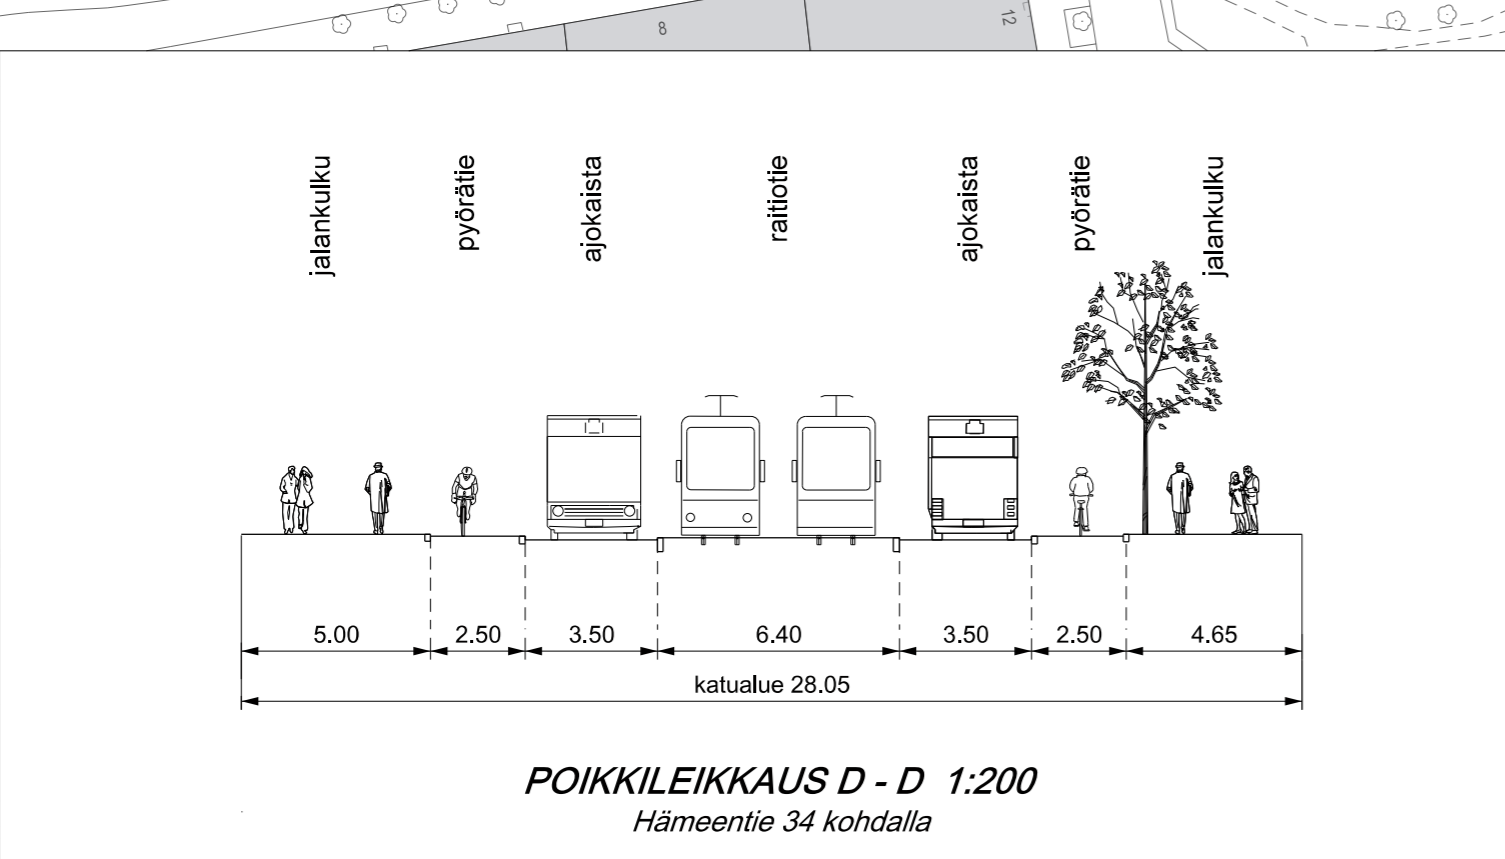 8
12
jalankulku
pyörätie
ajokaista
raitiotie
ajokaista
pyörätie
jalankulku
5.00 2.50 3.50 6.40 3.50 2.50 4.65
katualue 28.05
POIKKILEIKKAUS D - D 1:200
Hämeentie 34 kohdalla